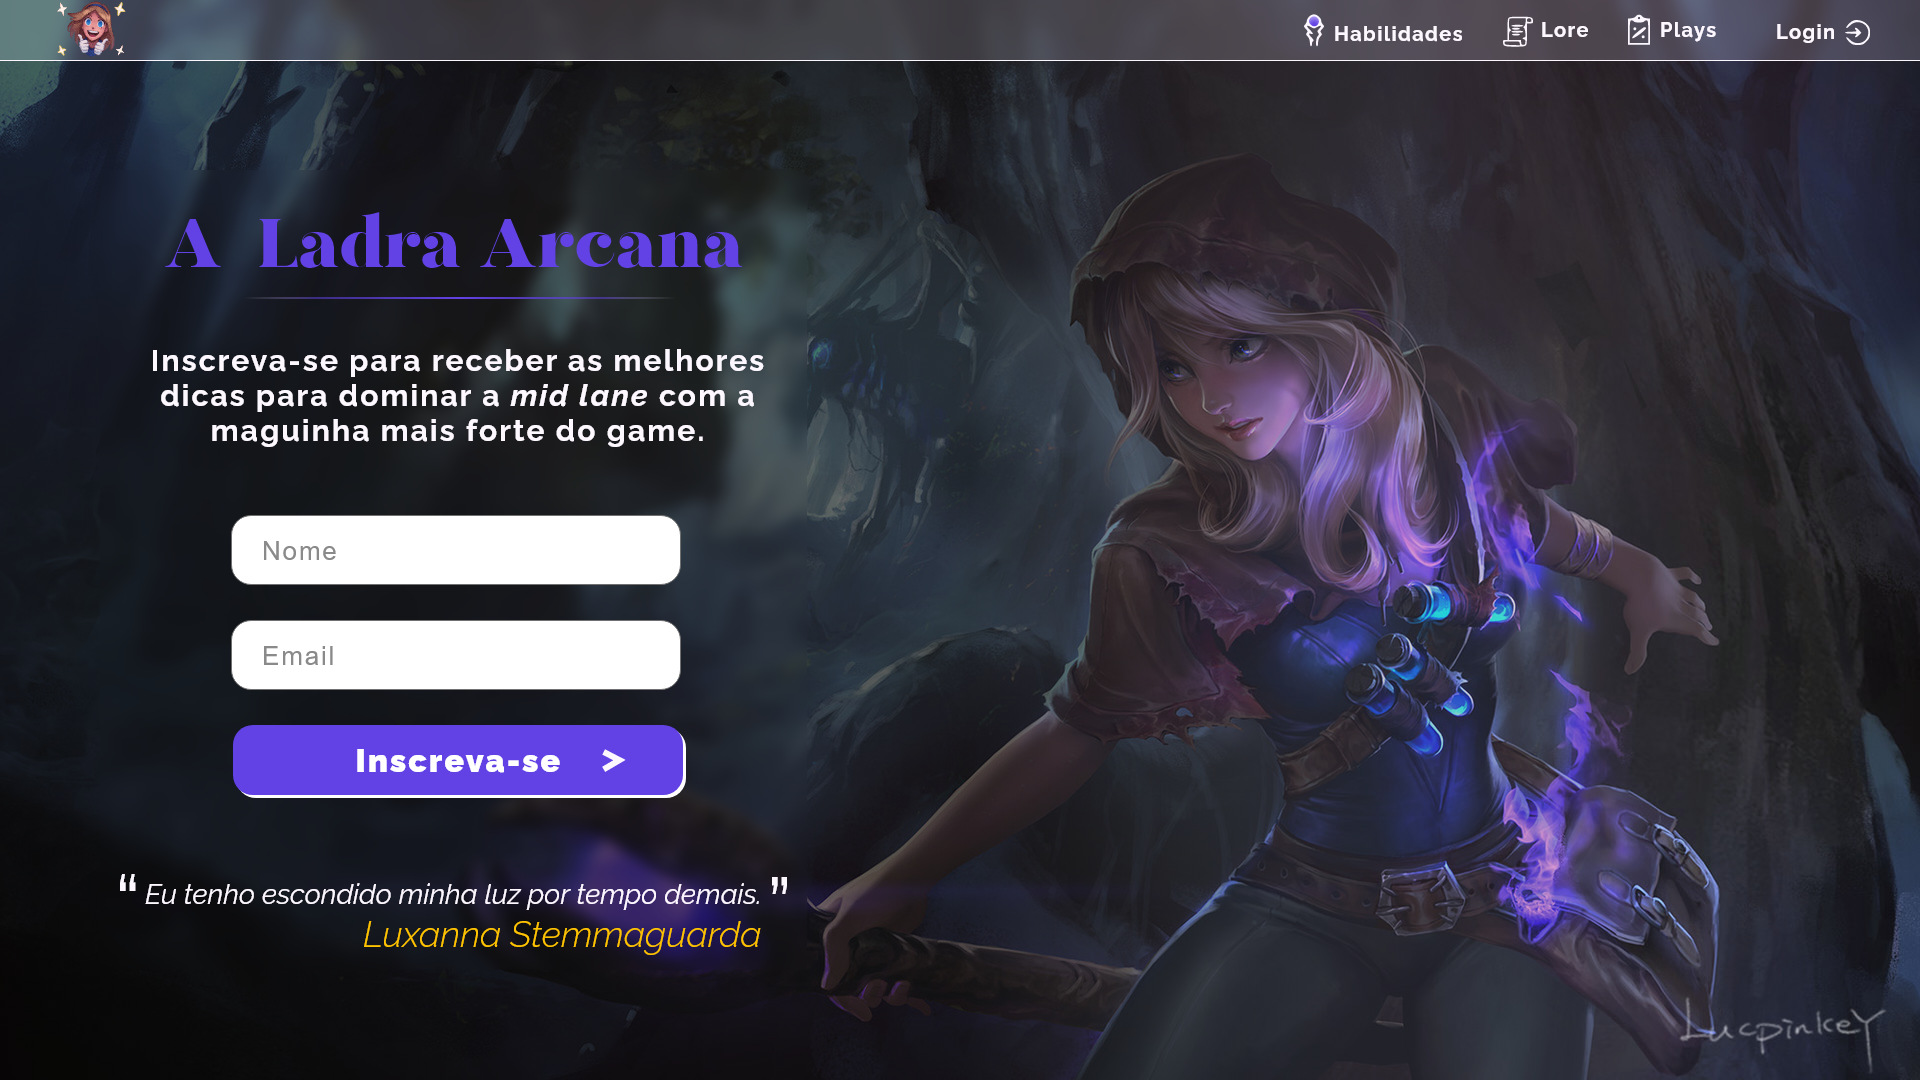 Habilidades
Lore
Plays
Login
A Ladra Arcana
Inscreva-se para receber as melhores
dicas para dominar a mid lane com a
maguinha mais forte do game.
Nome
Email
Inscreva-se >
“Eu tenho escondido minha luz por tempo demais.”
Luxanna Stemmaguarda
Lucpinkey